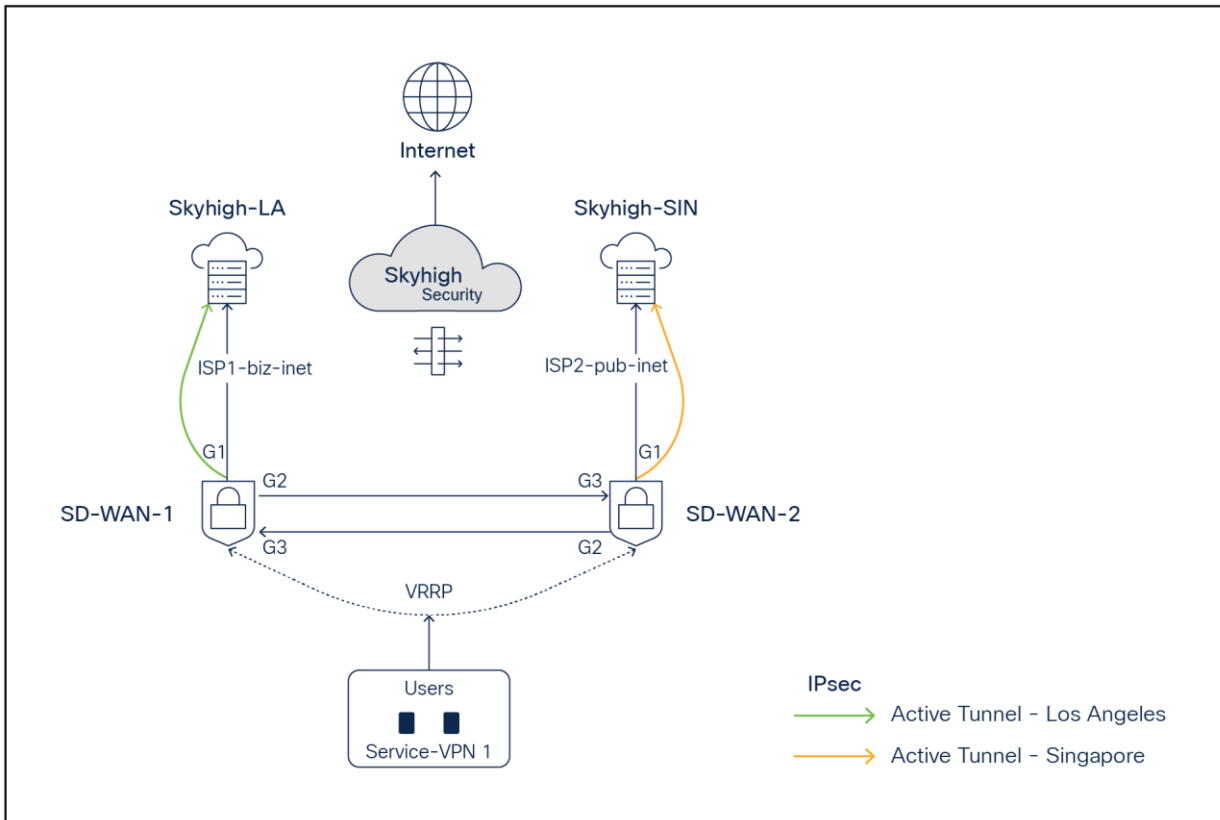 Internet
Skyhigh-LA
Skyhigh-SIN
Skyhigh
Security
ISP1-biz-inet
ISP2-pub-inet
G1
G1
G2
G3
SD-WAN-1
SD-WAN-2
G3
G2
VRRP
Users
Service-VPN 1
IPsec
Active Tunnel - Los Angeles
Active Tunnel - Singapore